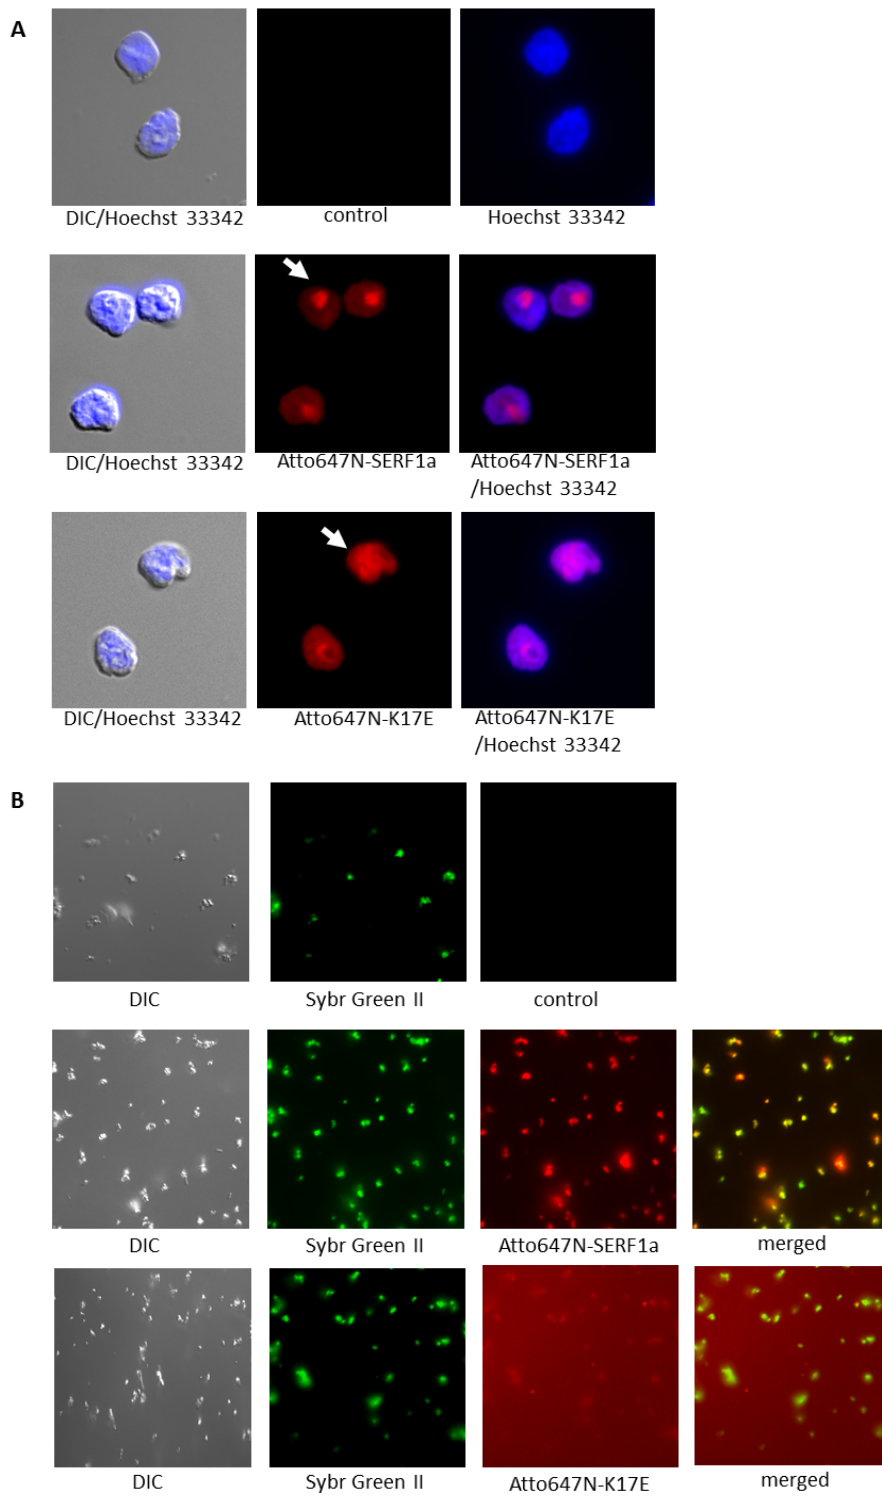 A
DIC/Hoechst 33342 control Hoechst 33342
DIC/Hoechst 33342 Atto647N-SERF1a Atto647N-SERF1a
/Hoechst 33342
DIC/Hoechst 33342 Atto647N-K17E Atto647N-K17E
/Hoechst 33342
B
DIC Sybr Green II control
DIC Sybr Green II Atto647N-SERF1a merged
DIC Sybr Green II Atto647N-K17E merged